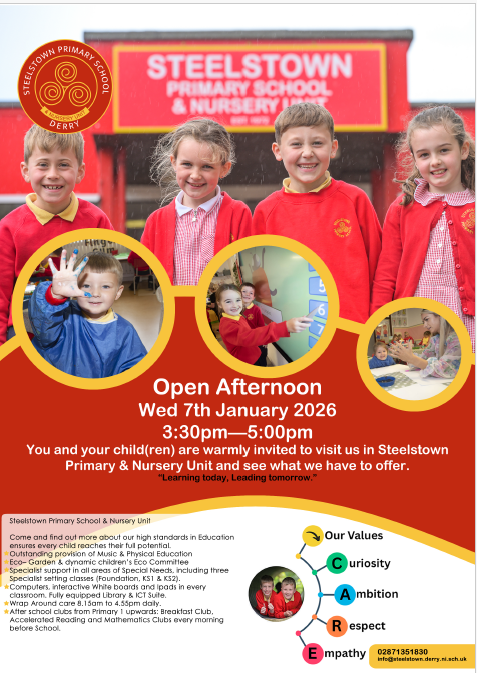 STEELSTOWN PRIMARY SCHOOL
& NURSERY UNIT
DERRY
STEELSTOWN
PRIMARY SCHOOL
& NURSERY UNIT
Open Afternoon
Wed 7th January 2026
3:30pm—5:00pm
You and your child(ren) are warmly invited to visit us in Steelstown
Primary & Nursery Unit and see what we have to offer.
“Learning today, Leading tomorrow.”
Steelstown Primary School & Nursery Unit
Come and find out more about our high standards in Education
ensures every child reaches their full potential.
Outstanding provision of Music & Physical Education
Eco– Garden & dynamic children’s Eco Committee
Specialist support in all areas of Special Needs, including three
Specialist setting classes (Foundation, KS1 & KS2).
Computers, interactive White boards and ipads in every
classroom. Fully equipped Library & ICT Suite.
Wrap Around care 8.15am to 4.55pm daily.
After school clubs from Primary 1 upwards: Breakfast Club,
Accelerated Reading and Mathematics Clubs every morning
before School.
Our Values
Curiosity
Ambition
Respect
Empathy
02871351830
info@steelstown.derry.ni.sch.uk